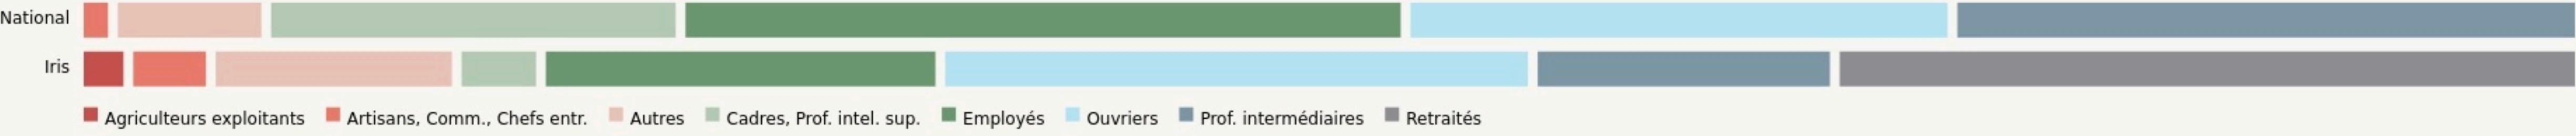 National
Iris
Agriculteurs exploitants Artisans, Comm., Chefs entr. Autres Cadres, Prof. intel. sup. Employés Ouvriers Prof. intermédiaires Retraités